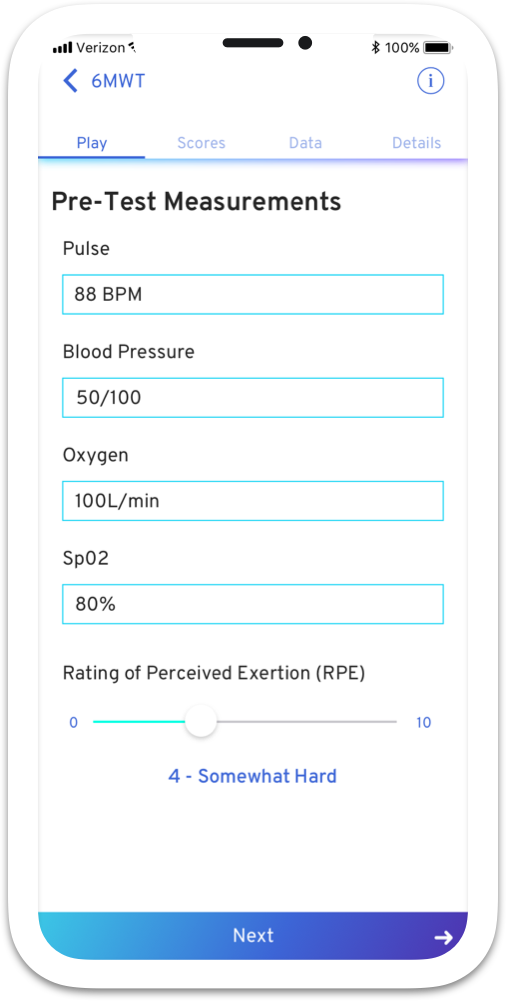 Verizon 100%
6MWT i
Play Scores Data Details
Pre-Test Measurements
Pulse
88 BPM
Blood Pressure
50/100
Oxygen
100L/min
Sp02
80%
Rating of Perceived Exertion (RPE)
0 10
4 - Somewhat Hard
Next